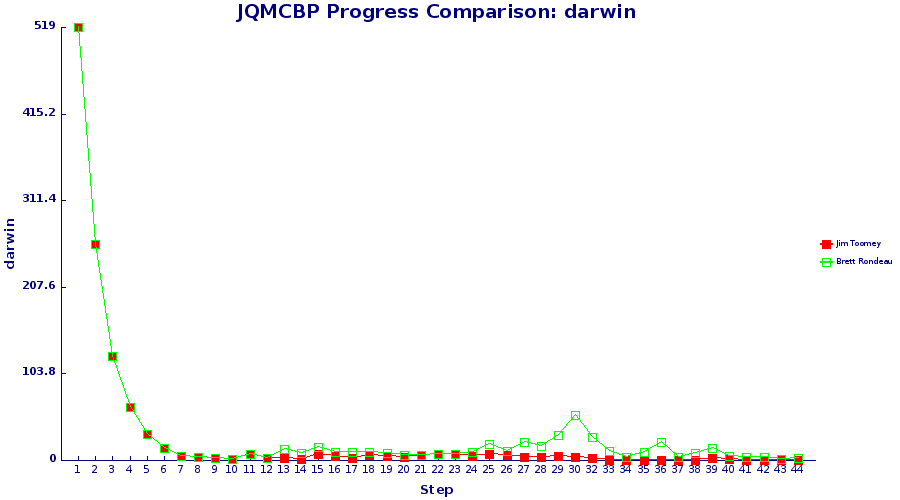 JQMCBP Progress Comparison: darwin
519
415.2
311.4
207.6
103.8
0
darwin
1 2 3 4 5 6 7 8 9 10 11 12 13 14 15 16 17 18 19 20 21 22 23 24 25 26 27 28 29 30 31 32 33 34 35 36 37 38 39 40 41 42 43 44
Step
Jim Toomey
Brett Rondeau